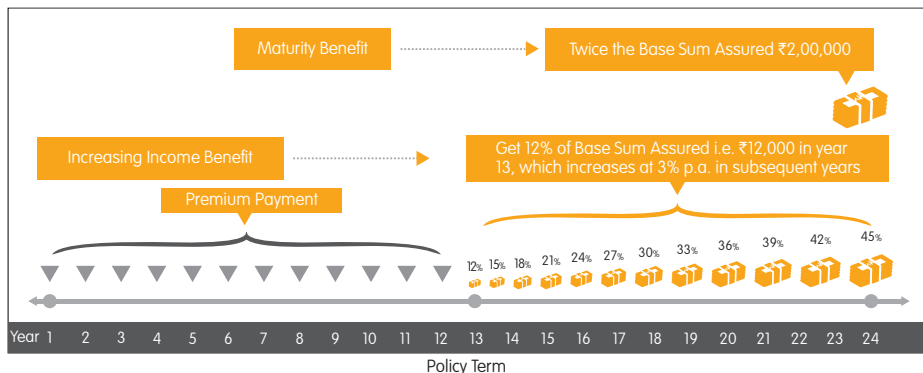 Maturity Benefit
Twice the Base Sum Assured ₹2,00,000
Increasing Income Benefit
Get 12% of Base Sum Assured i.e. ₹12,000 in year
13, which increases at 3% p.a. in subsequent years
Premium Payment
12% 15% 18% 21% 24% 27% 30% 33% 36% 39% 42% 45%
Year 1 2 3 4 5 6 7 8 9 10 11 12 13 14 15 16 17 18 19 20 21 22 23 24
Policy Term